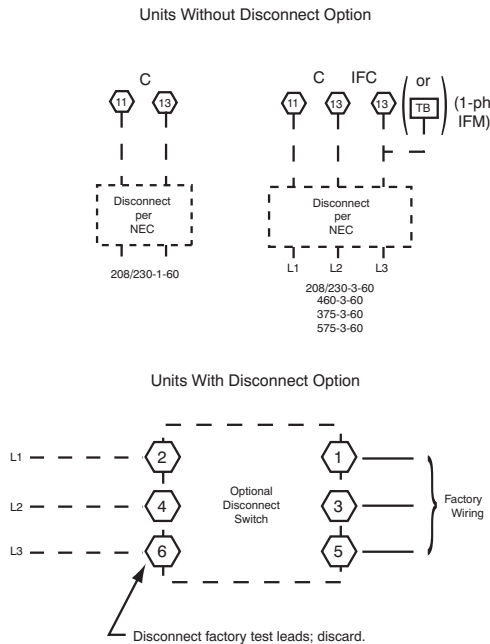 Units Without Disconnect Option
C
11
13
Disconnect
per
NEC
208/230-1-60
C IFC
11
13
13
or
TB
(1-ph
IFM)
Disconnect
per
NEC
L1 L2 L3
208/230-3-60
460-3-60
375-3-60
575-3-60
Units With Disconnect Option
L1
2
1
L2
4
Optional
Disconnect
Switch
3
Factory
Wiring
L3
6
5
Disconnect factory test leads; discard.